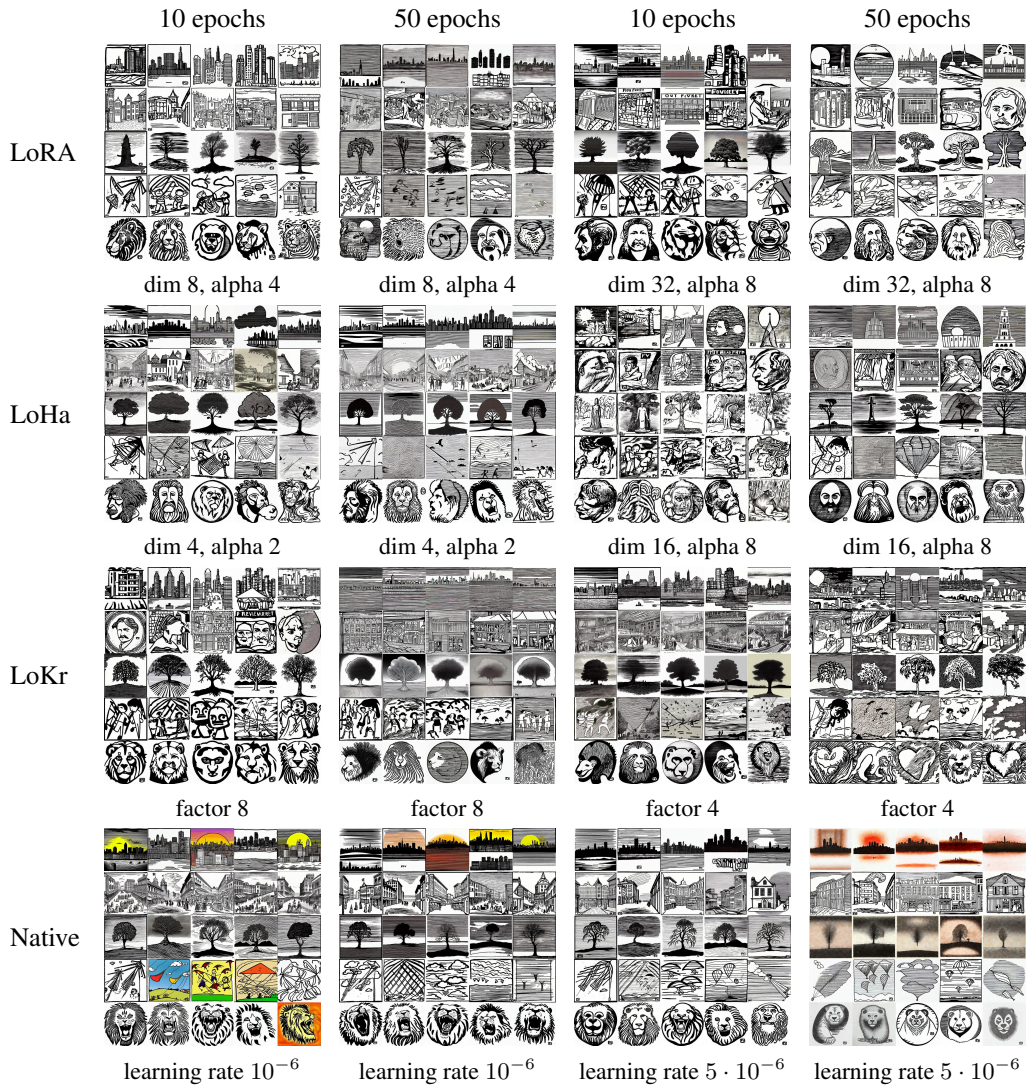 10 epochs 50 epochs 10 epochs 50 epochs
LoRA
dim 8, alpha 4 dim 8, alpha 4 dim 32, alpha 8 dim 32, alpha 8
LoHa
dim 4, alpha 2 dim 4, alpha 2 dim 16, alpha 8 dim 16, alpha 8
LoKr
factor 8 factor 8 factor 4 factor 4
Native
learning rate 10⁻⁶ learning rate 10⁻⁶ learning rate 5 · 10⁻⁶ learning rate 5 · 10⁻⁶